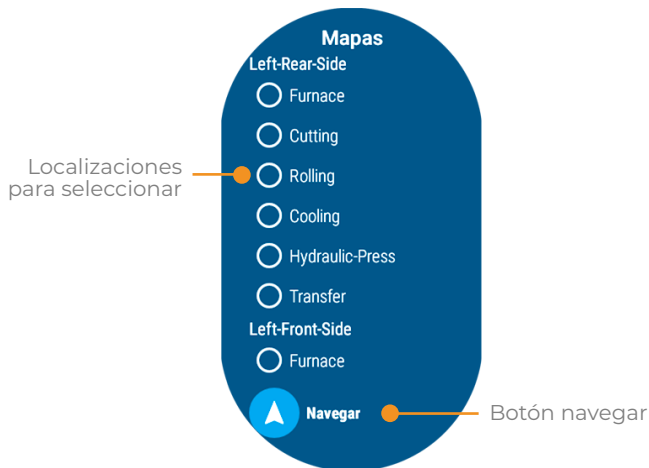 Mapas
Left-Rear-Side
Furnace
Cutting
Localizaciones
para seleccionar
Rolling
Cooling
Hydraulic-Press
Transfer
Left-Front-Side
Furnace
Navegar
Botón navegar